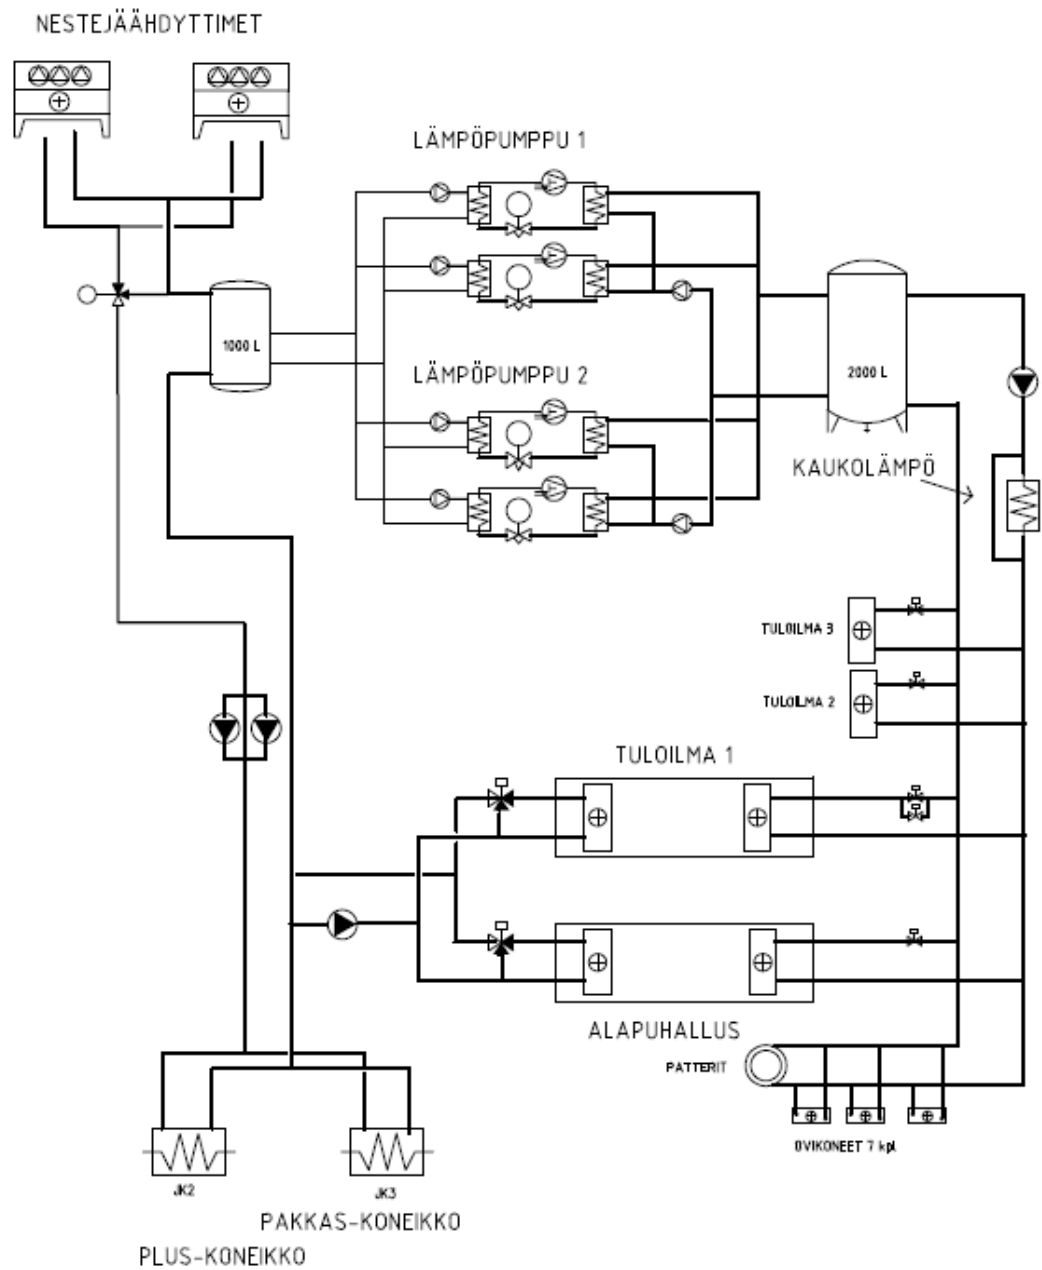 NESTEJÄÄHDYTTIMET
LÄMPÖPUMPPU 1
1000 L
LÄMPÖPUMPPU 2
2000 L
KAUKOLÄMPÖ
TULOILMA 3
TULOILMA 2
TULOILMA 1
ALAPUHALLUS
PATTERIT
OVIKONEET 7 kpl
JK2
JK3
PAKKAS-KONEIKKO
PLUS-KONEIKKO